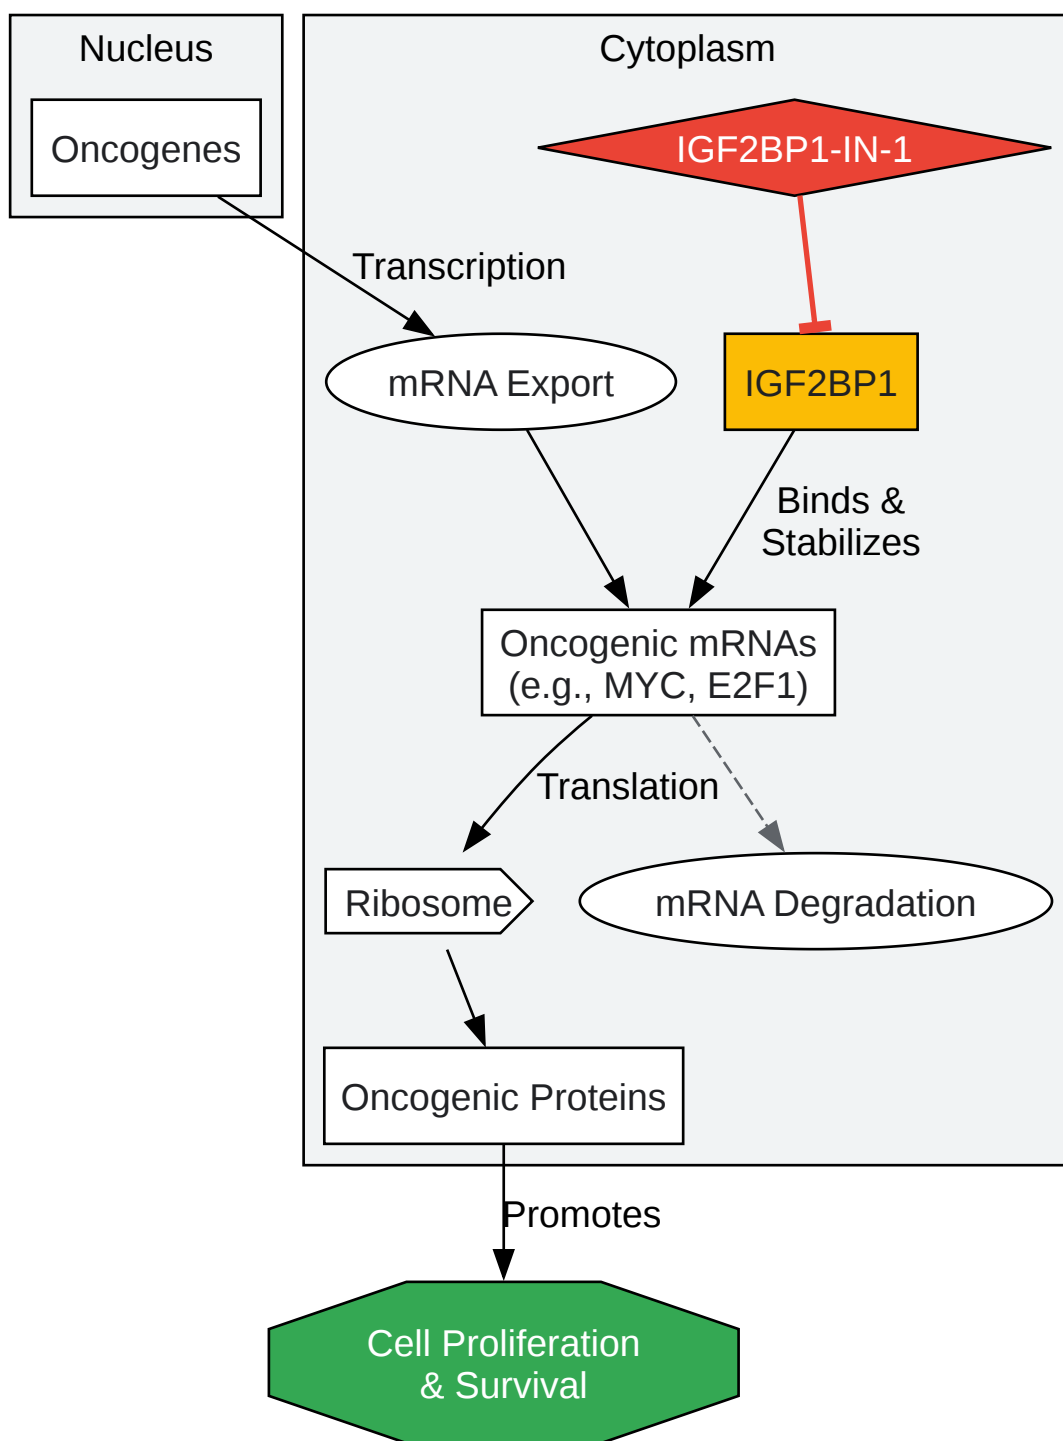 Nucleus
Cytoplasm
Oncogenes
IGF2BP1-IN-1
Transcription
mRNA Export
IGF2BP1
Binds &
Stabilizes
Oncogenic mRNAs
(e.g., MYC, E2F1)
Translation
Ribosome
mRNA Degradation
Oncogenic Proteins
Promotes
Cell Proliferation
& Survival